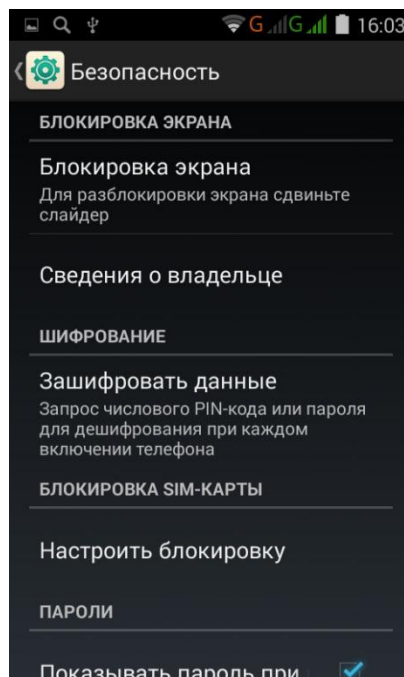 G G 16:03
Безопасность
БЛОКИРОВКА ЭКРАНА
Блокировка экрана
Для разблокировки экрана сдвиньте
слайдер
Сведения о владельце
ШИФРОВАНИЕ
Зашифровать данные
Запрос числового PIN-кода или пароля
для дешифрования при каждом
включении телефона
БЛОКИРОВКА SIM-КАРТЫ
Настроить блокировку
ПАРОЛИ
Показывать пароль при